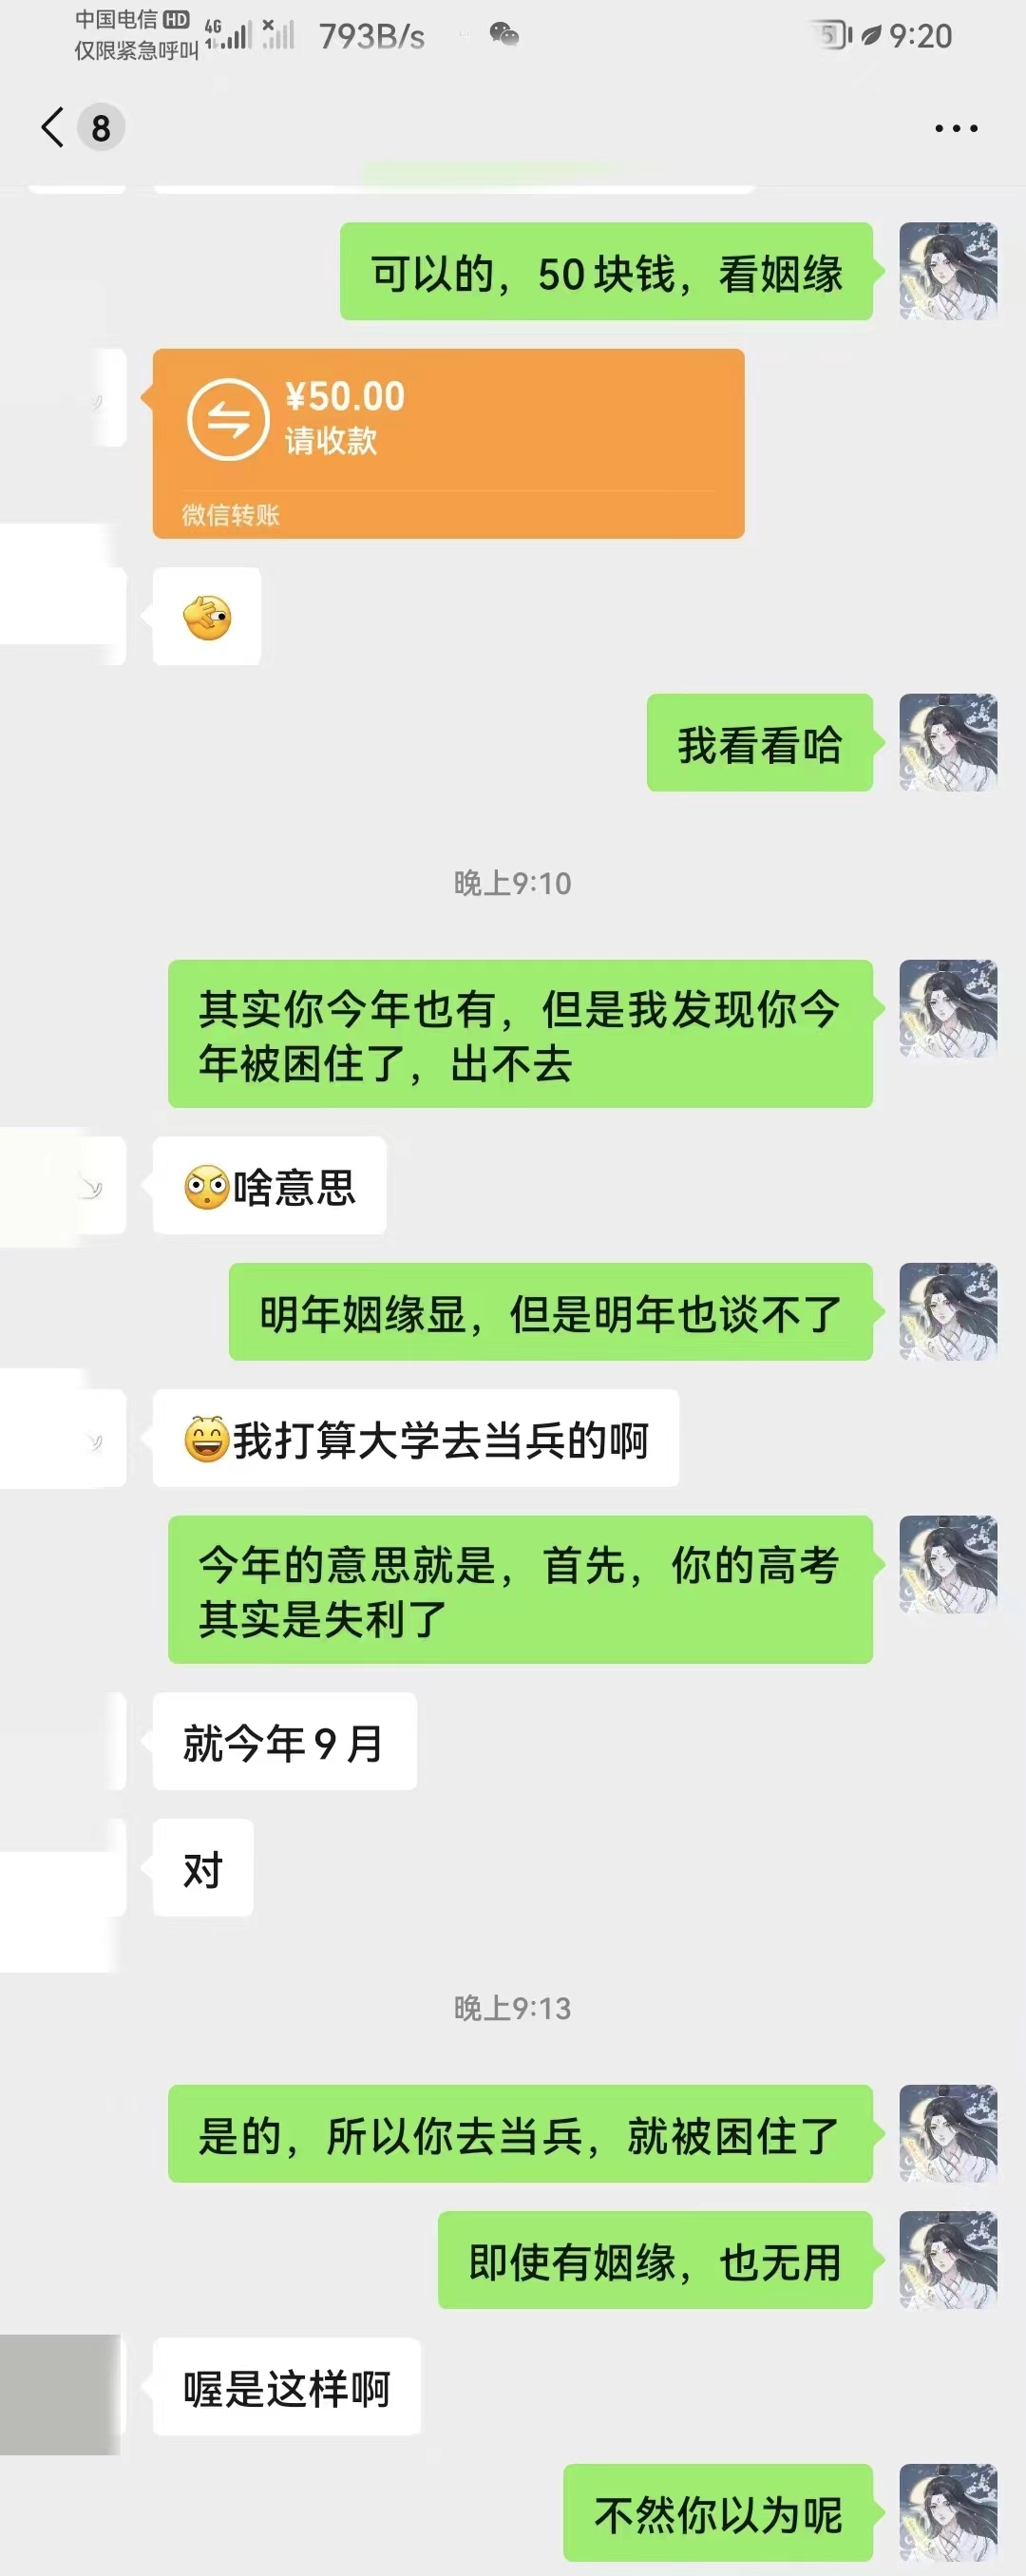 中国电信 HD
仅限紧急呼叫
4G
793B/s
5
9:20
8
可以的，50块钱，看姻缘
¥50.00
请收款
微信转账
我看看哈
晚上9:10
其实你今年也有，但是我发现你今
年被困住了，出不去
啥意思
明年姻缘显，但是明年也谈不了
我打算大学去当兵的啊
今年的意思就是，首先，你的高考
其实是失利了
就今年9月
对
晚上9:13
是的，所以你去当兵，就被困住了
即使有姻缘，也无用
喔是这样啊
不然你以为呢